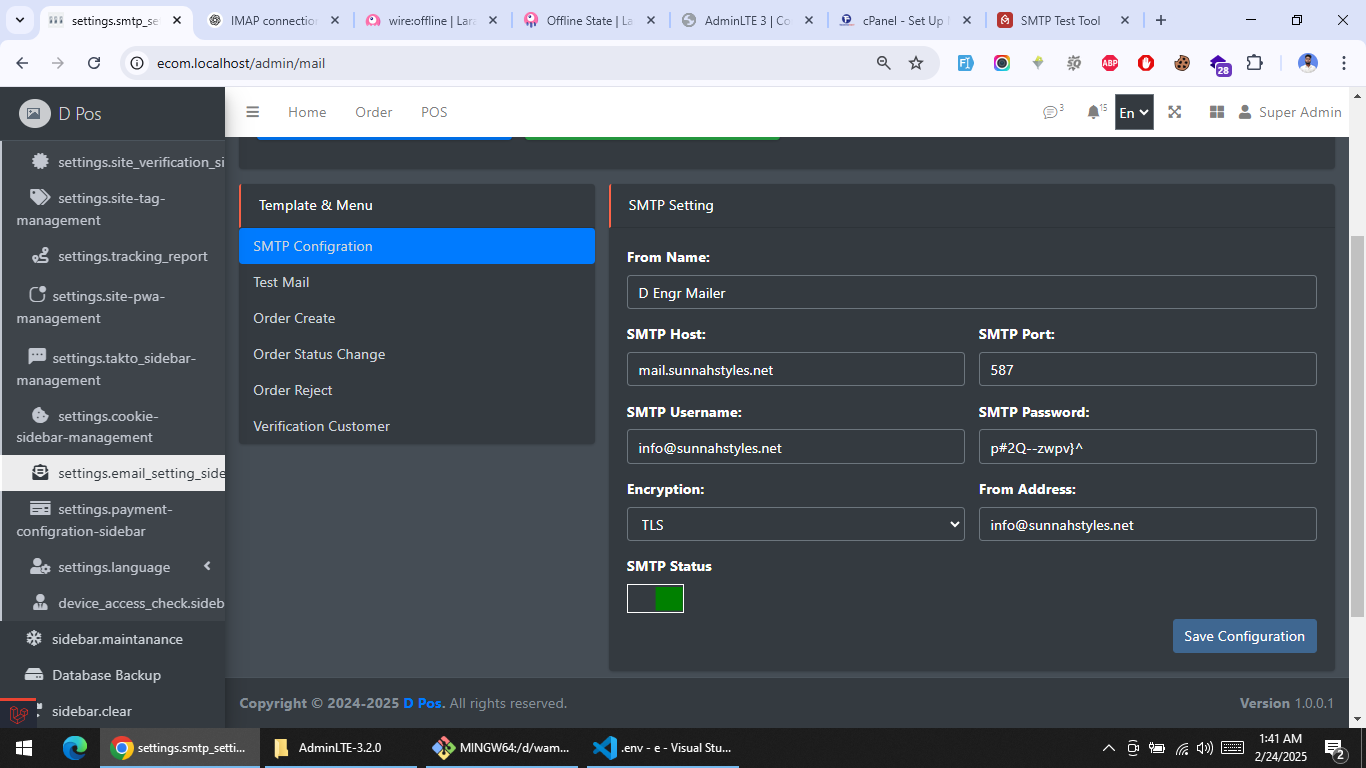 settings.smtp_se
IMAP connection
wire:offline | Lara
Offline State | La
AdminLTE 3 | Co
cPanel - Set Up
SMTP Test Tool
ecom.localhost/admin/mail
ABP
28
D Pos
Home
Order
POS
3
15
En
Super Admin
settings.site_verification_si
settings.site-tag-
management
settings.tracking_report
settings.site-pwa-
management
settings.takto_sidebar-
management
settings.cookie-
sidebar-management
settings.email_setting_side
settings.payment-
configration-sidebar
settings.language
device_access_check.sideb
sidebar.maintanance
Database Backup
sidebar.clear
Template & Menu
SMTP Configration
Test Mail
Order Create
Order Status Change
Order Reject
Verification Customer
SMTP Setting
From Name:
D Engr Mailer
SMTP Host:
SMTP Port:
mail.sunnahstyles.net
587
SMTP Username:
SMTP Password:
info@sunnahstyles.net
p#2Q--zwpv}^
Encryption:
From Address:
TLS
info@sunnahstyles.net
SMTP Status
Save Configuration
Copyright © 2024-2025 D Pos. All rights reserved.
Version 1.0.0.1
settings.smtp_setti...
AdminLTE-3.2.0
MINGW64:/d/wam...
.env - e - Visual Stu...
1:41 AM
2/24/2025
2